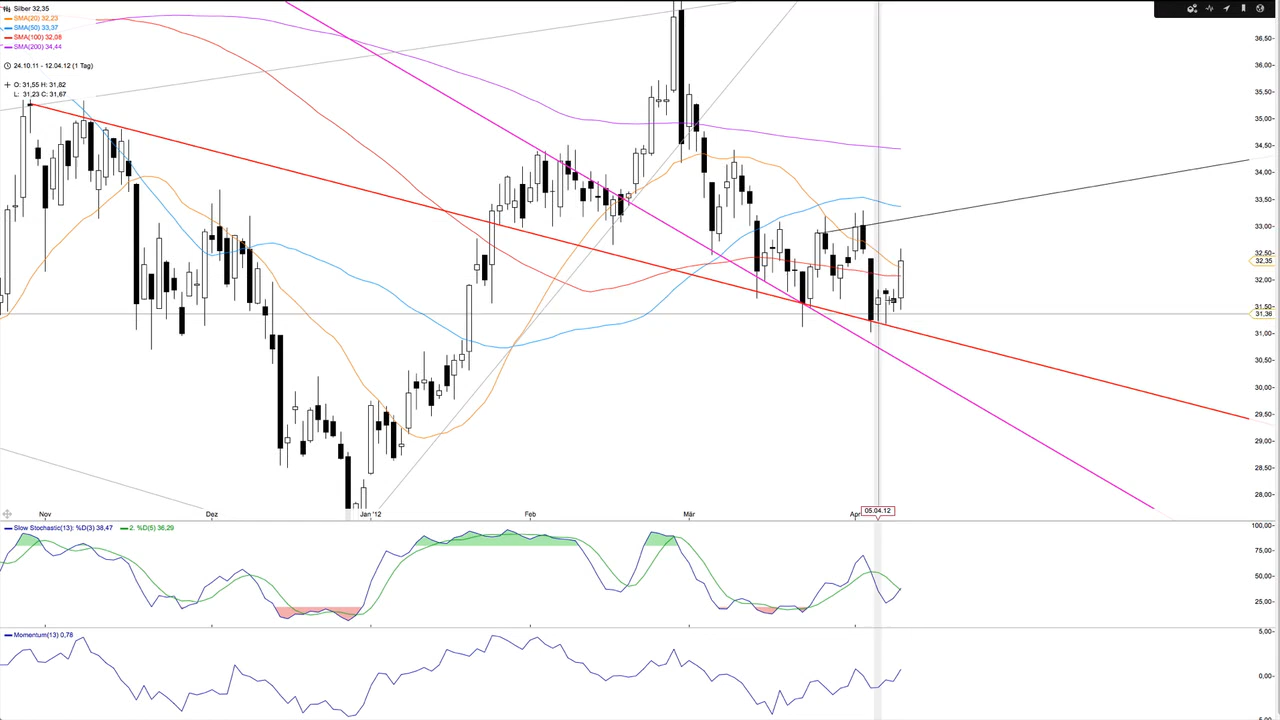 Silber 32,35
SMA(20) 32,23
SMA(50) 33,37
SMA(100) 32,08
SMA(200) 34,44
24.10.11 - 12.04.12 (1 Tag)
O: 31,55 H: 31,82
L: 31,23 C: 31,67
36,50
36,00
35,50
35,00
34,50
34,00
33,50
33,00
32,50
32,35
32,00
31,50
31,36
31,00
30,50
30,00
29,50
29,00
28,50
28,00
Nov
Dez
Jan '12
Feb
Mär
Apr
05.04.12
Slow Stochastic(13): %D(3) 38,47
2. %D(5) 36,29
100,00
75,00
50,00
25,00
Momentum(13) 0,78
5,00
0,00